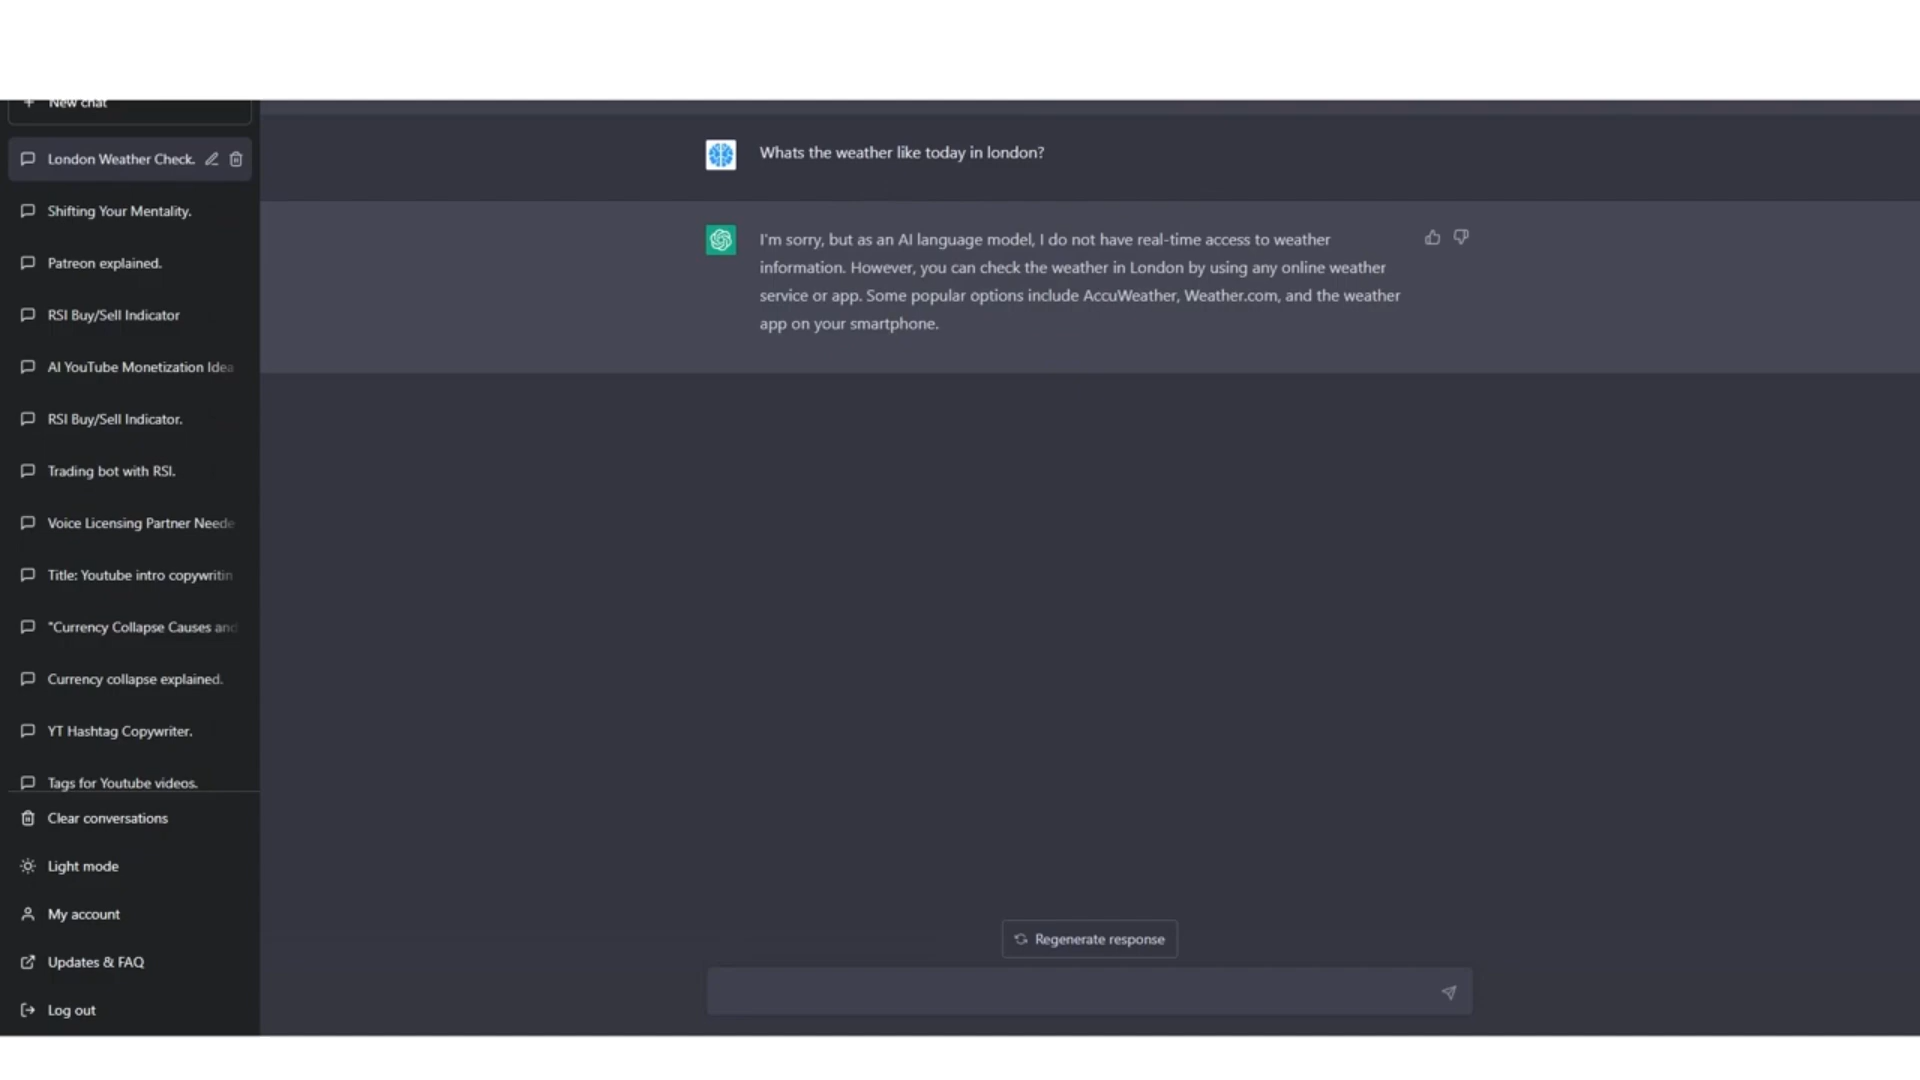 New chat
London Weather Check.
Shifting Your Mentality.
Patreon explained.
RSI Buy/Sell Indicator
AI YouTube Monetization Idea
RSI Buy/Sell Indicator.
Trading bot with RSI.
Voice Licensing Partner Neede
Title: Youtube intro copywritin
"Currency Collapse Causes and
Currency collapse explained.
YT Hashtag Copywriter.
Tags for Youtube videos.
Clear conversations
Light mode
My account
Updates & FAQ
Log out
Whats the weather like today in london?
I'm sorry, but as an AI language model, I do not have real-time access to weather
information. However, you can check the weather in London by using any online weather
service or app. Some popular options include AccuWeather, Weather.com, and the weather
app on your smartphone.
Regenerate response